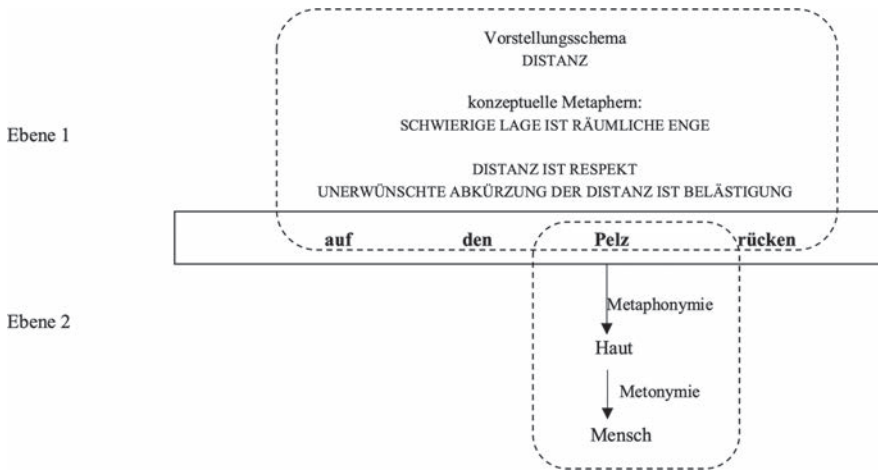 Vorstellungsschema
DISTANZ
konzeptuelle Metaphern:
Ebene 1
SCHWIERIGE LAGE IST RÄUMLICHE ENGE
DISTANZ IST RESPEKT
UNERWÜNSCHTE ABKÜRZUNG DER DISTANZ IST BELÄSTIGUNG
auf den Pelz rücken
Metaphonymie
Ebene 2
Haut
Metonymie
Mensch